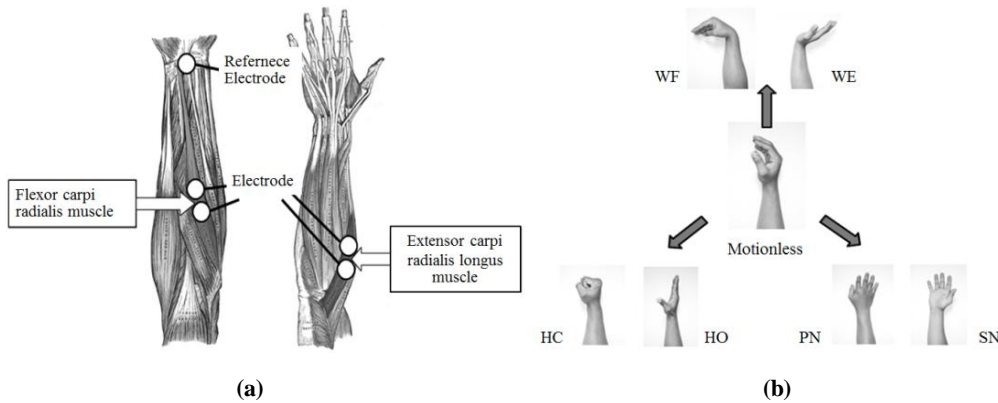 Refernece
Electrode
Electrode
Flexor carpi
radialis muscle
Extensor carpi
radialis longus
muscle
(a)
WF
WE
Motionless
HC
HO
PN
SN
(b)